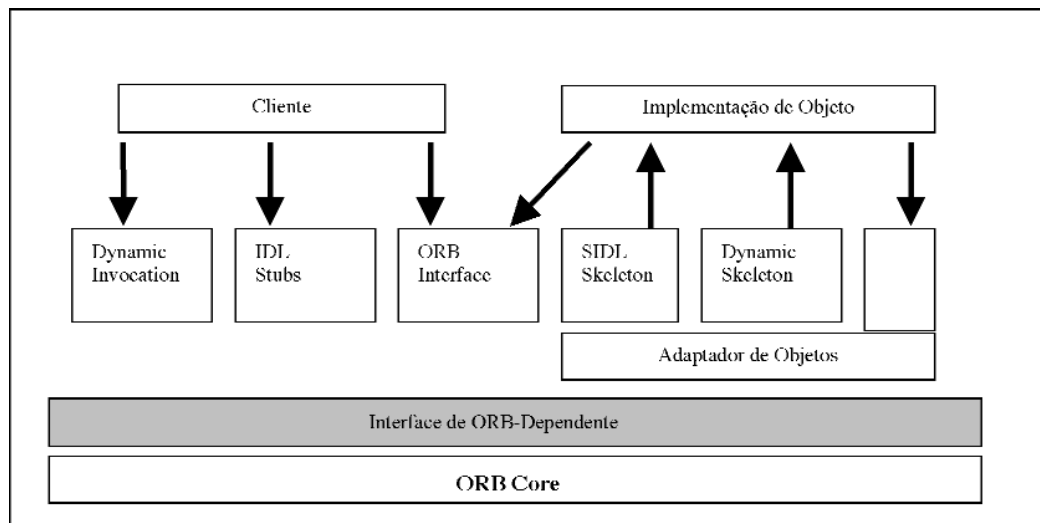 Cliente
Implementação de Objeto
Dynamic
Invocation
IDL
Stubs
ORB
Interface
SIDL
Skeleton
Dynamic
Skeleton
Adaptador de Objetos
Interface de ORB-Dependente
ORB Core